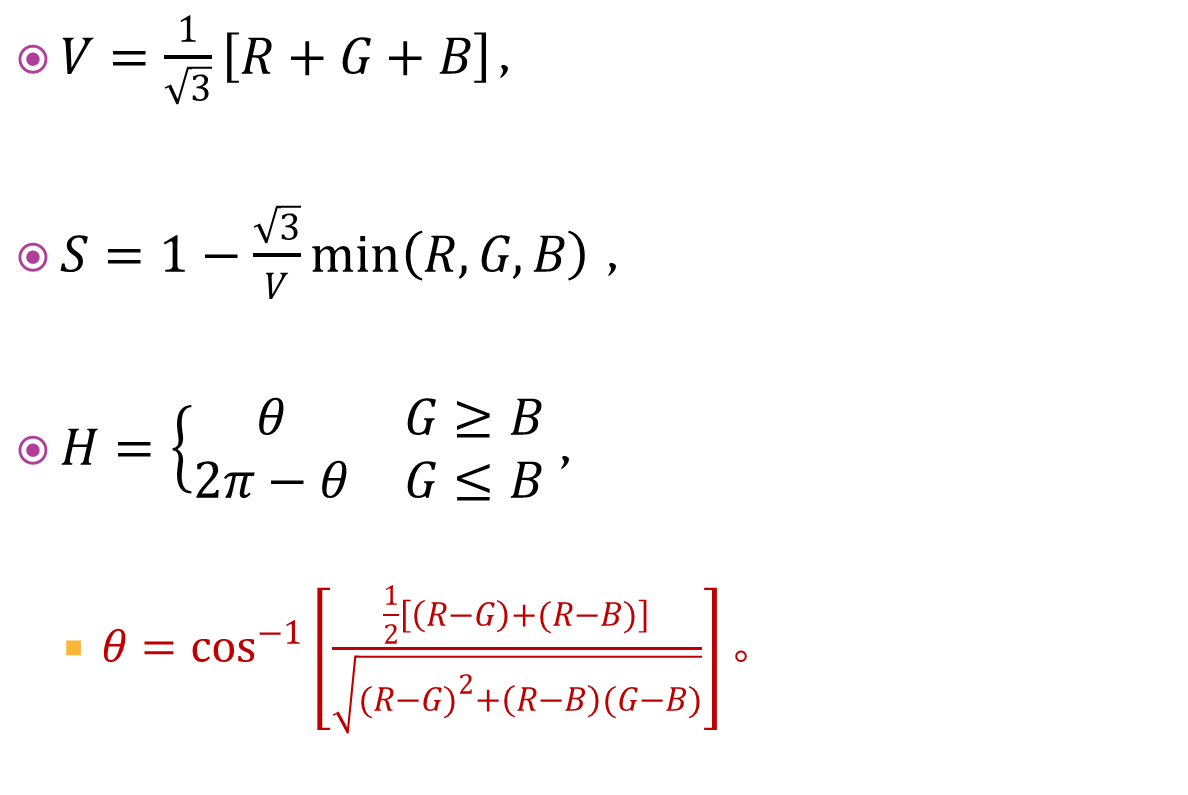 V = 1/√3 [R + G + B],
S = 1 − √3/V min(R, G, B) ,
H = { θ G ≥ B
2π − θ G ≤ B ,
θ = cos⁻¹ [ 1/2[(R−G)+(R−B)] / √((R−G)²+(R−B)(G−B)) ] 。